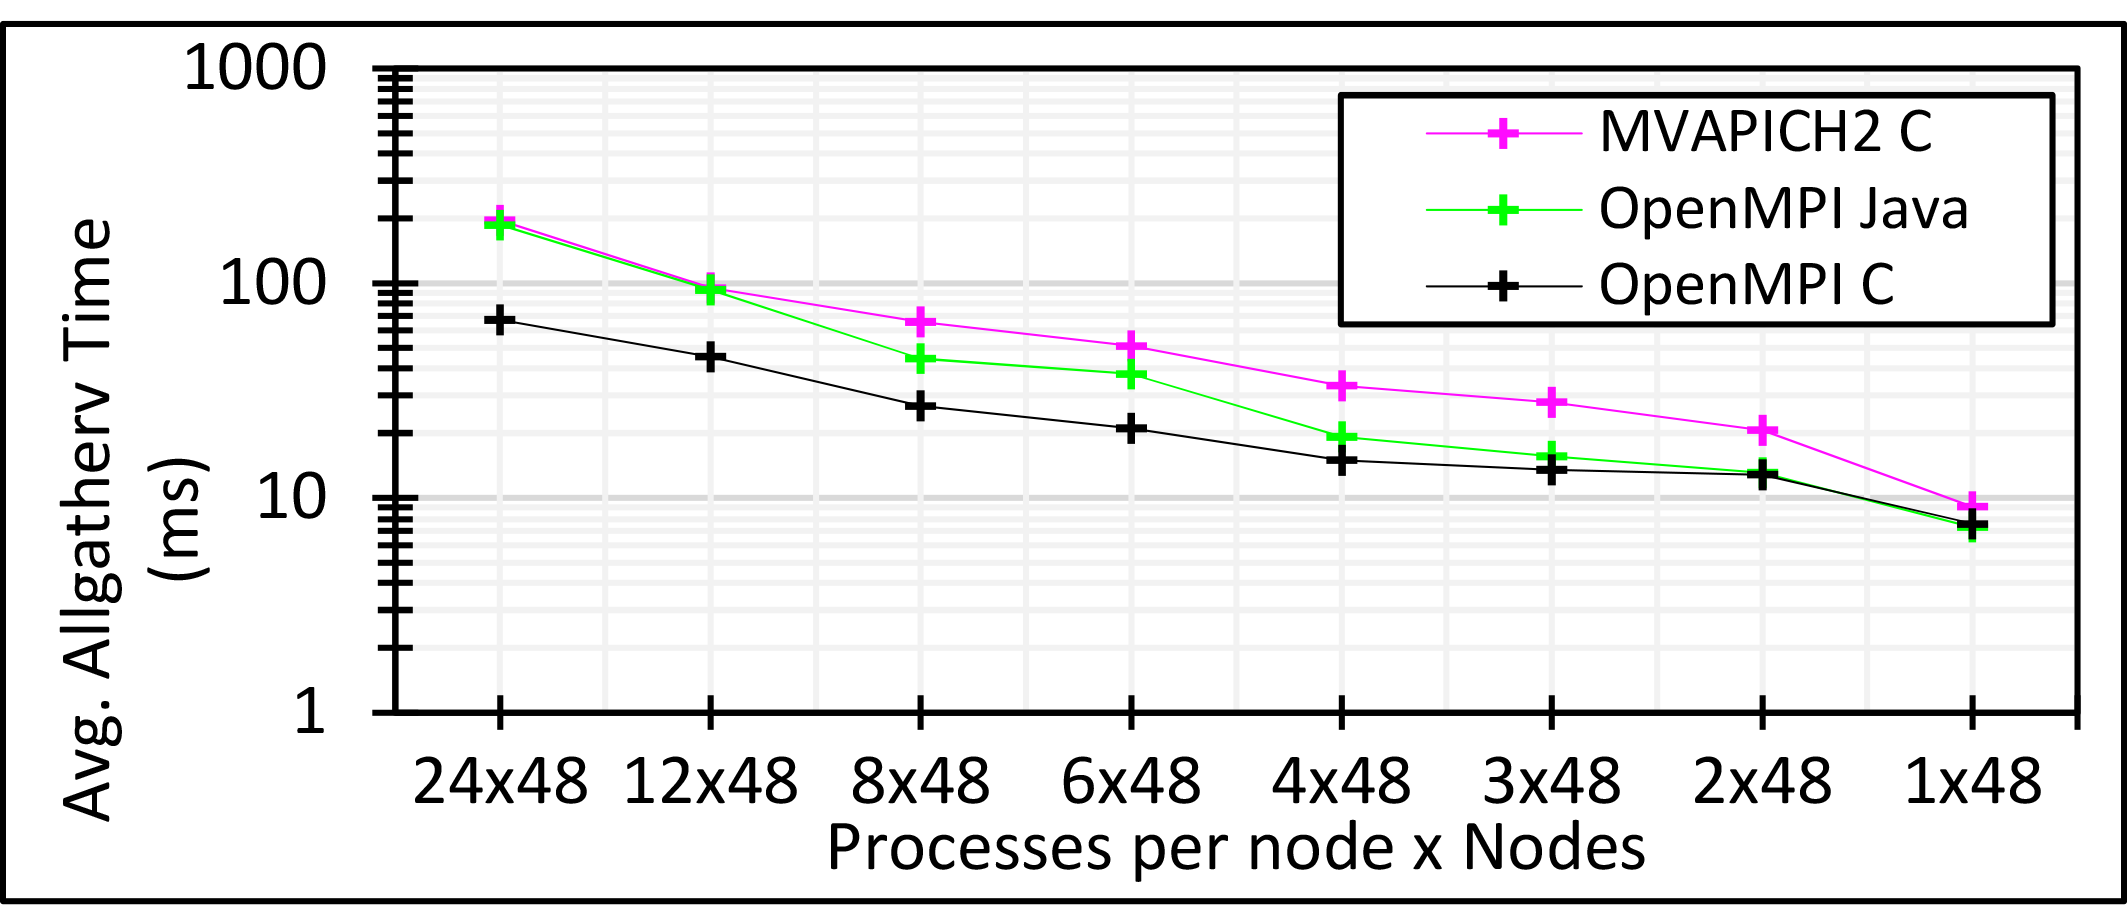 1000
100
10
1
Avg. Allgatherv Time
(ms)
MVAPICH2 C
OpenMPI Java
OpenMPI C
24x48 12x48 8x48 6x48 4x48 3x48 2x48 1x48
Processes per node x Nodes